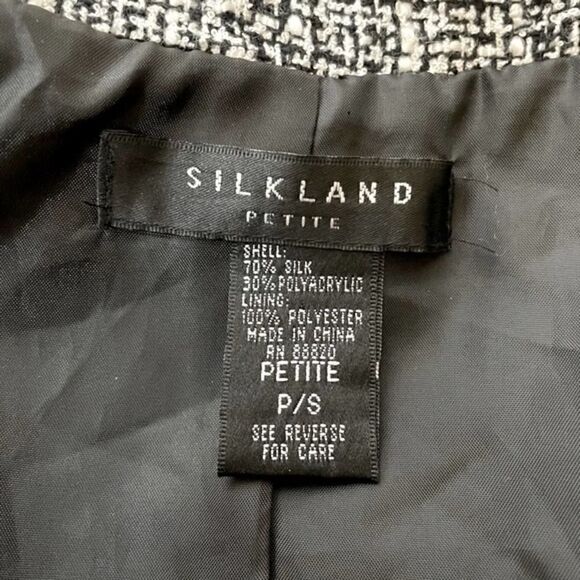 SILKLAND
PETITE
SHELL:
70% SILK
30% POLYACRYLIC
LINING:
100% POLYESTER
MADE IN CHINA
RN 88820
PETITE
P/S
SEE REVERSE
FOR CARE